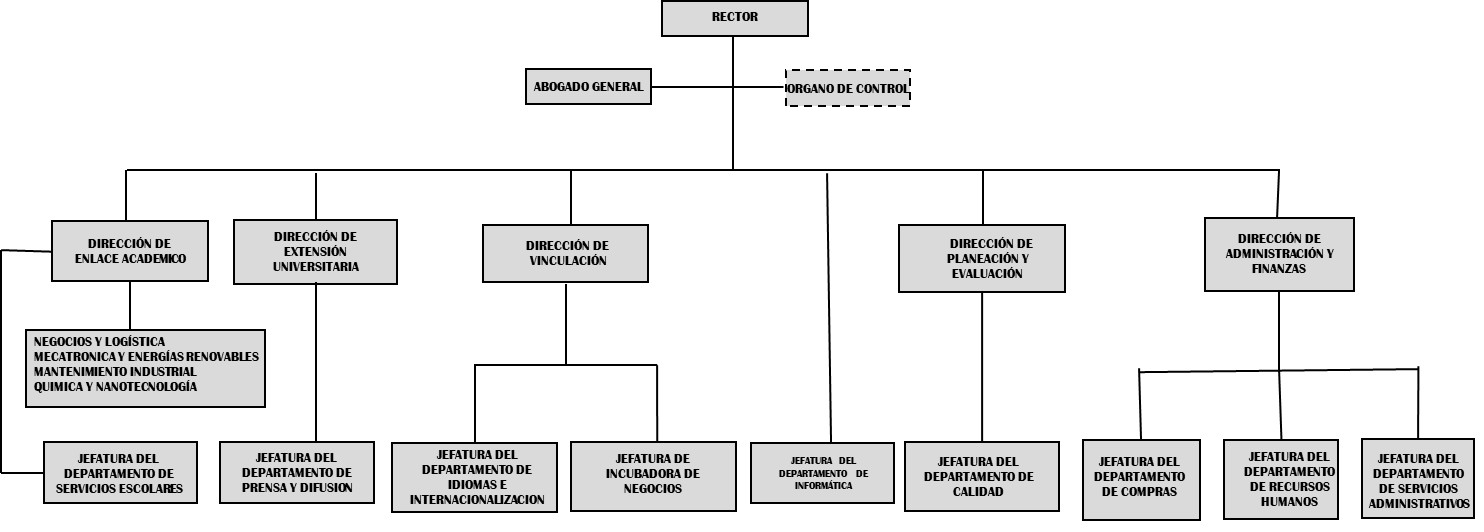 RECTOR
ABOGADO GENERAL
ORGANO DE CONTROL
DIRECCIÓN DE
ENLACE ACADEMICO
DIRECCIÓN DE
EXTENSIÓN
UNIVERSITARIA
DIRECCIÓN DE
VINCULACIÓN
DIRECCIÓN DE
PLANEACIÓN Y
EVALUACIÓN
DIRECCIÓN DE
ADMINISTRACIÓN Y
FINANZAS
NEGOCIOS Y LOGÍSTICA
MECATRONICA Y ENERGÍAS RENOVABLES
MANTENIMIENTO INDUSTRIAL
QUIMICA Y NANOTECNOLOGÍA
JEFATURA DEL
DEPARTAMENTO DE
SERVICIOS ESCOLARES
JEFATURA DEL
DEPARTAMENTO DE
PRENSA Y DIFUSION
JEFATURA DEL
DEPARTAMENTO DE
IDIOMAS E
INTERNACIONALIZACION
JEFATURA DE
INCUBADORA DE
NEGOCIOS
JEFATURA DEL
DEPARTAMENTO DE
INFORMÁTICA
JEFATURA DEL
DEPARTAMENTO DE
CALIDAD
JEFATURA DEL
DEPARTAMENTO
DE COMPRAS
JEFATURA DEL
DEPARTAMENTO
DE RECURSOS
HUMANOS
JEFATURA DEL
DEPARTAMENTO
DE SERVICIOS
ADMINISTRATIVOS